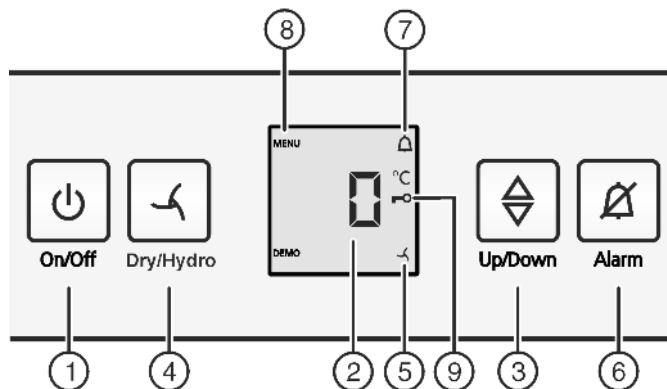 8 7
MENU
°C
0
DEMO
On/Off Dry/Hydro Up/Down Alarm
1 4 2 5 9 3 6